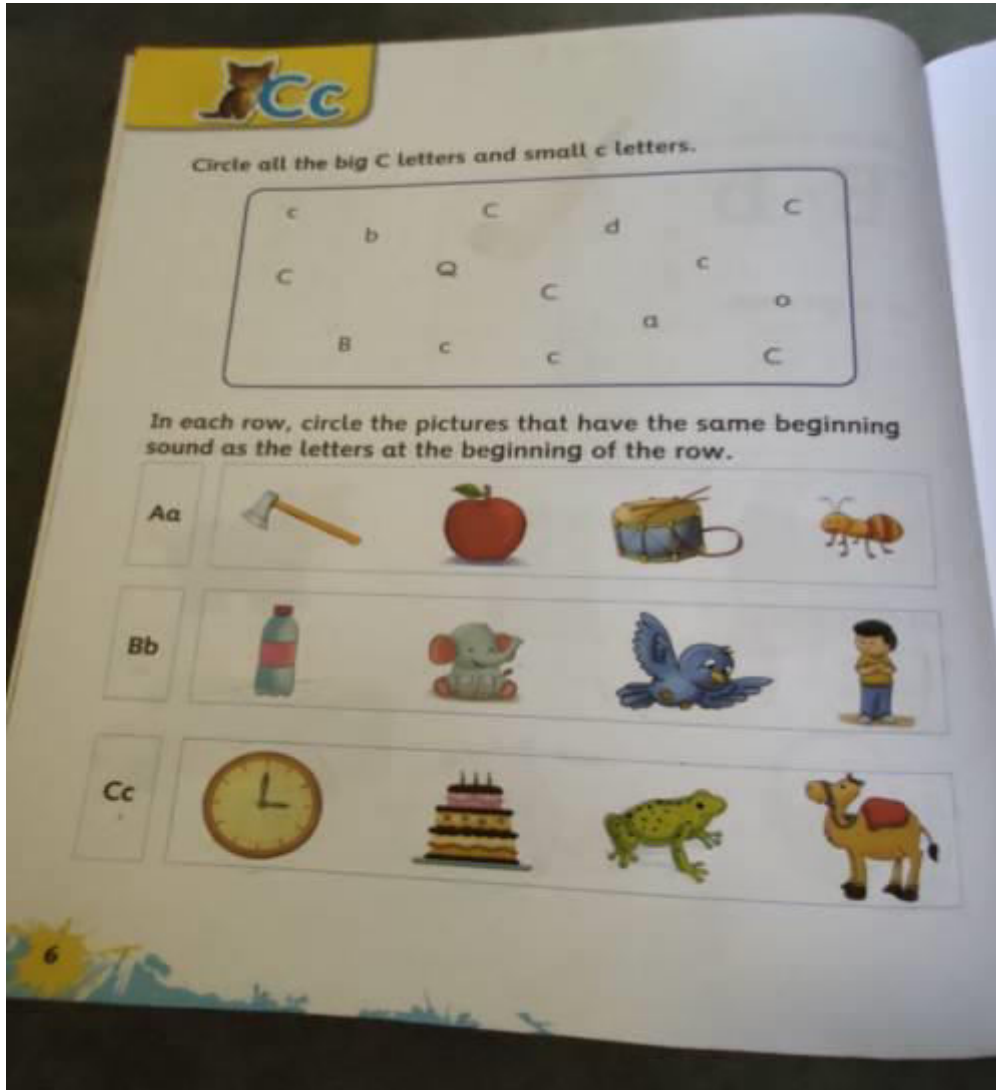 Cc
Circle all the big C letters and small c letters.
c C C
b d
C Q c
C o
B c c a C
In each row, circle the pictures that have the same beginning
sound as the letters at the beginning of the row.
Aa
Bb
Cc
6